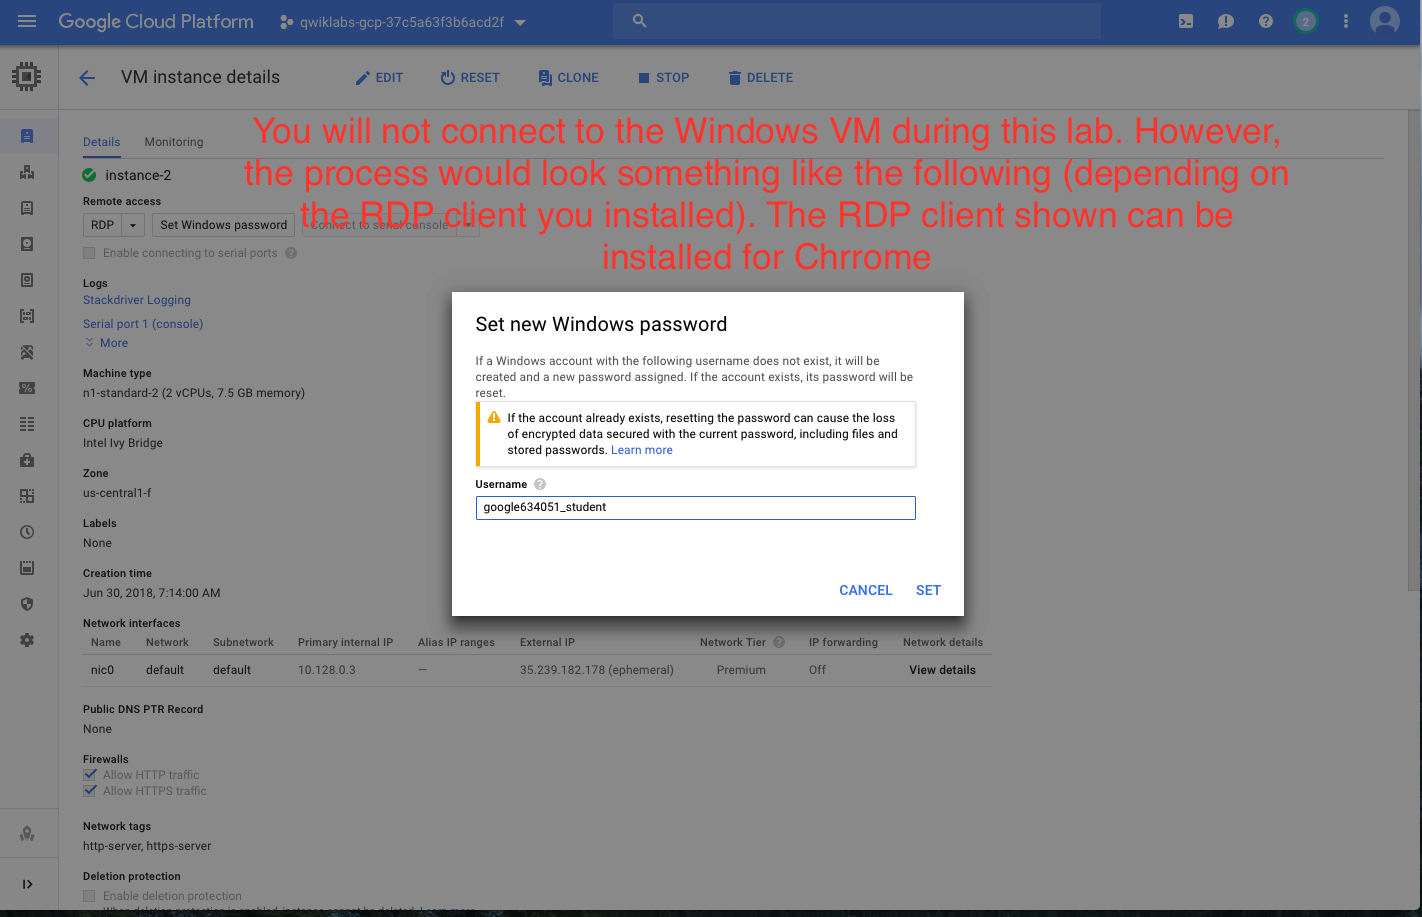 Google Cloud Platform
qwiklabs-gcp-37c5a63f3b6acd2f
2
VM instance details
EDIT
RESET
CLONE
STOP
DELETE
You will not connect to the Windows VM during this lab. However,
the process would look something like the following (depending on
the RDP client you installed). The RDP client shown can be
installed for Chrrome
Details
Monitoring
instance-2
Remote access
RDP
Set Windows password
Connect to serial console
Enable connecting to serial ports ?
Logs
Stackdriver Logging
Serial port 1 (console)
More
Machine type
n1-standard-2 (2 vCPUs, 7.5 GB memory)
CPU platform
Intel Ivy Bridge
Zone
us-central1-f
Labels
None
Creation time
Jun 30, 2018, 7:14:00 AM
Set new Windows password
If a Windows account with the following username does not exist, it will be
created and a new password assigned. If the account exists, its password will be
reset.
If the account already exists, resetting the password can cause the loss
of encrypted data secured with the current password, including files and
stored passwords. Learn more
Username ?
google634051_student
CANCEL
SET
Network interfaces
Name Network Subnetwork Primary internal IP Alias IP ranges External IP Network Tier ? IP forwarding Network details
nic0 default default 10.128.0.3 — 35.239.182.178 (ephemeral) Premium Off View details
Public DNS PTR Record
None
Firewalls
Allow HTTP traffic
Allow HTTPS traffic
Network tags
http-server, https-server
Deletion protection
Enable deletion protection
When deletion protection is enabled, instance cannot be deleted. Learn more